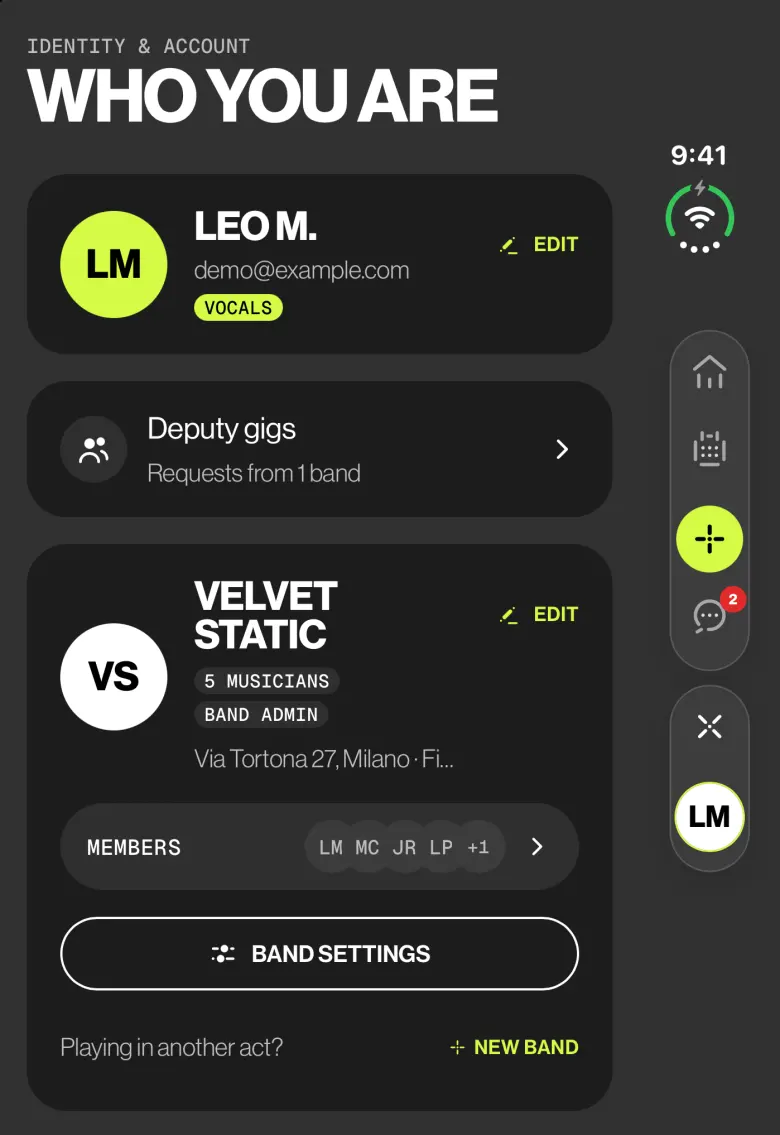 IDENTITY & ACCOUNT
WHO YOU ARE
9:41
LM
LEO M.
demo@example.com
VOCALS
EDIT
Deputy gigs
Requests from 1 band
VS
VELVET
STATIC
EDIT
5 MUSICIANS
BAND ADMIN
Via Tortona 27, Milano · Fi...
MEMBERS
LM MC JR LP +1
BAND SETTINGS
Playing in another act?
NEW BAND
2
LM